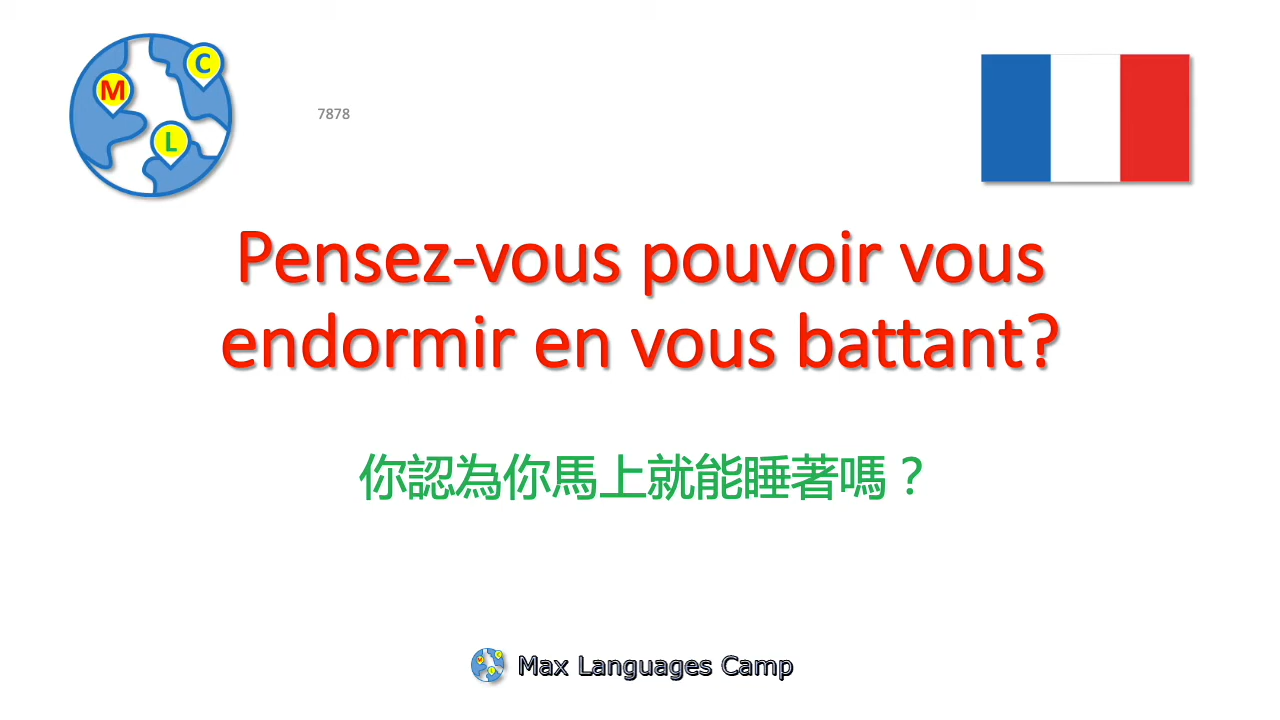 C
M
L
7878
Pensez-vous pouvoir vous
endormir en vous battant?
你認為你馬上就能睡著嗎？
Max Languages Camp